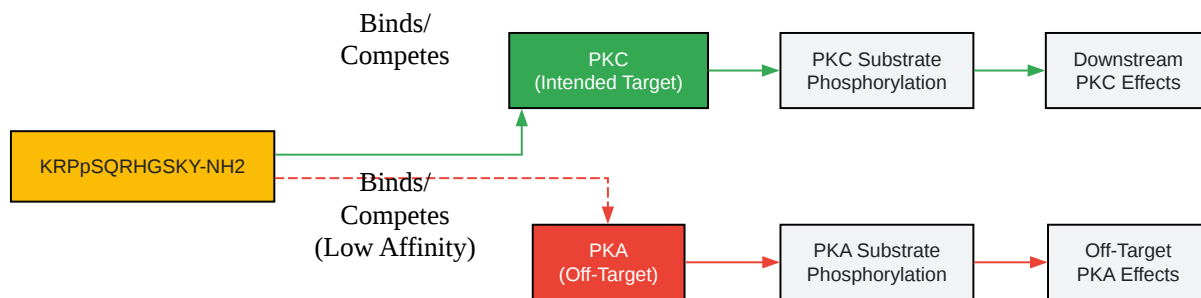 Binds/
Competes
PKC
(Intended Target)
PKC Substrate
Phosphorylation
Downstream
PKC Effects
KRPpSQRHGSKY-NH2
Binds/
Competes
(Low Affinity)
PKA
(Off-Target)
PKA Substrate
Phosphorylation
Off-Target
PKA Effects